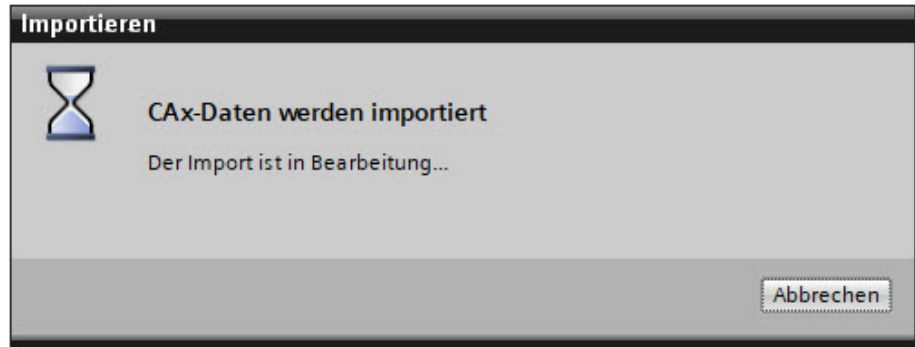 Importieren
CAx-Daten werden importiert
Der Import ist in Bearbeitung...
Abbrechen